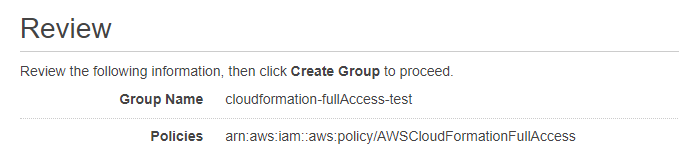 Review
Review the following information, then click Create Group to proceed.
Group Name cloudformation-fullAccess-test
Policies arn:aws:iam::aws:policy/AWSCloudFormationFullAccess